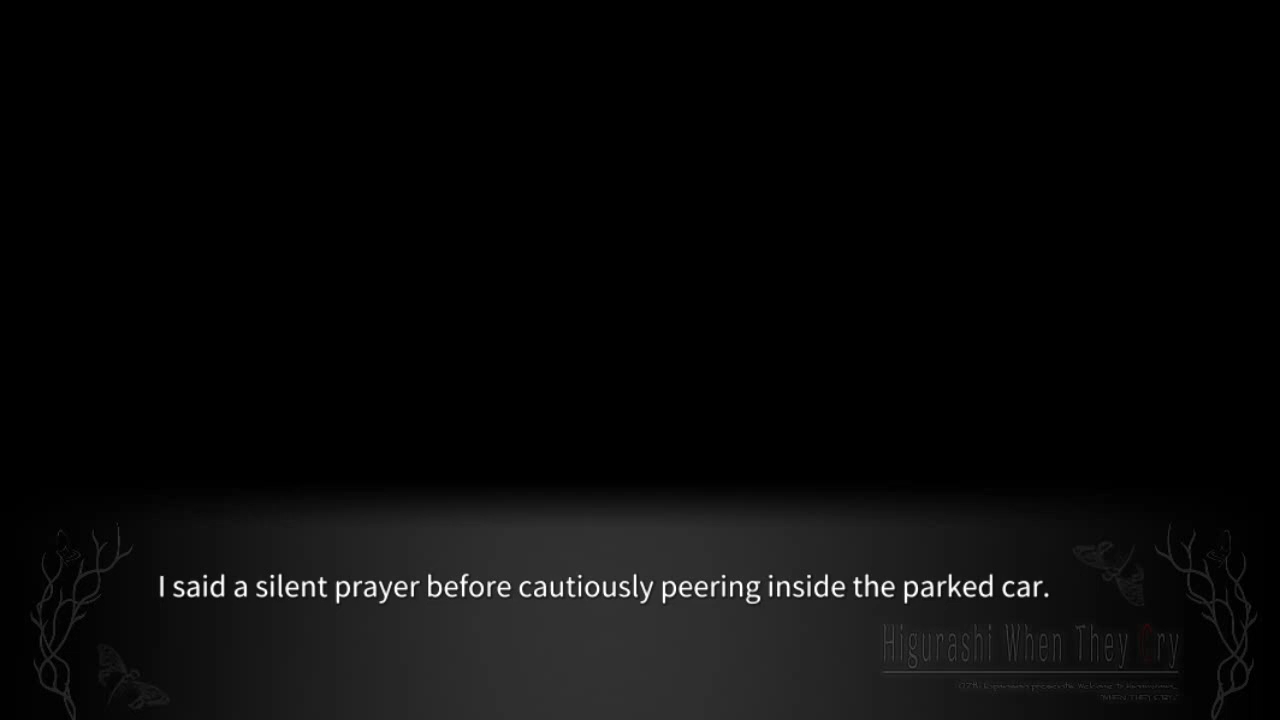 I said a silent prayer before cautiously peering inside the parked car.
Higurashi When They Cry